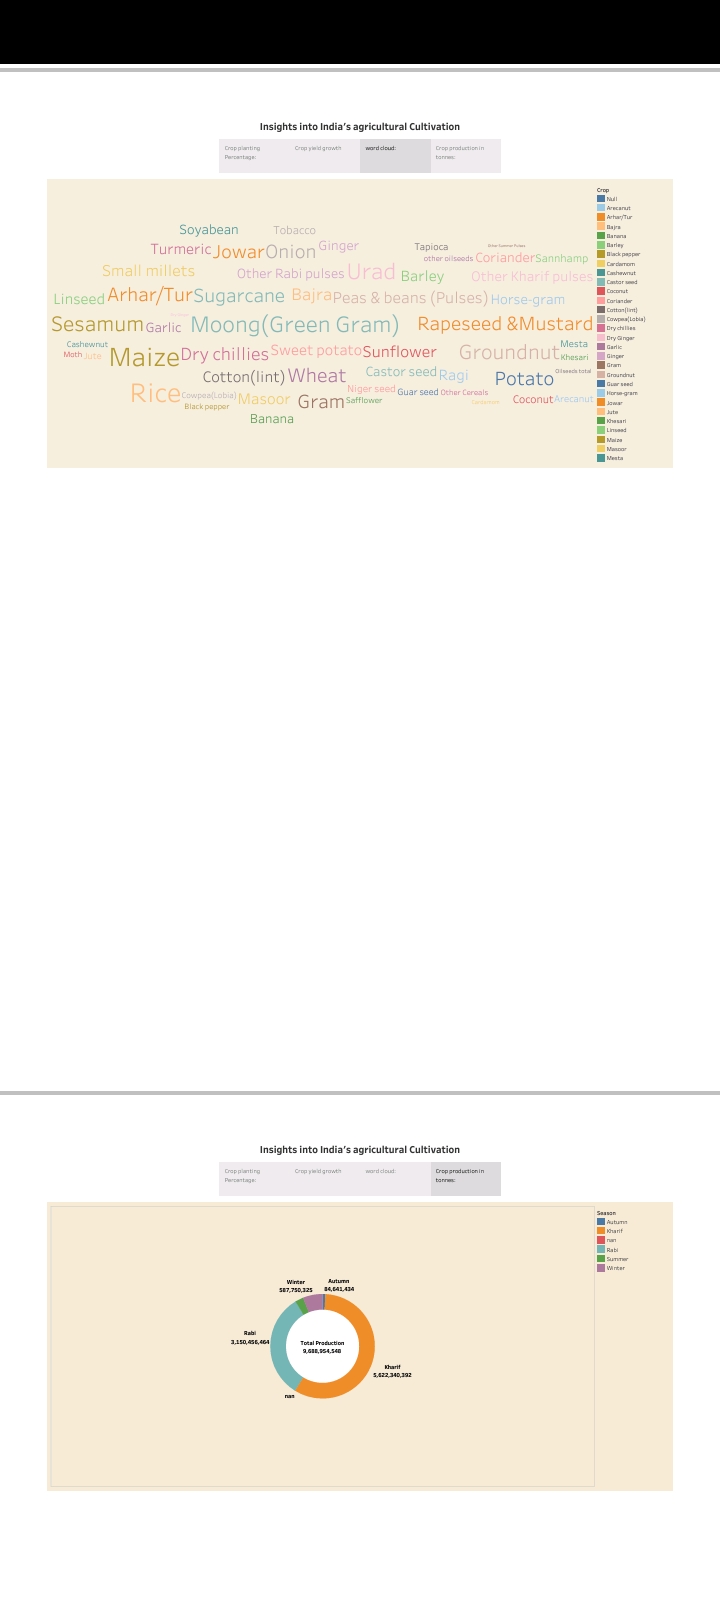 Insights into India's agricultural Cultivation
Crop planting Percentage:
Crop yield growth
word cloud:
Crop production in tonnes:
Soyabean
Tobacco
Turmeric
Jowar
Onion
Ginger
Tapioca
Other Summer Pulses
other oilseeds
Coriander
Sannhamp
Small millets
Other Rabi pulses
Urad
Barley
Other Kharif pulses
Linseed
Arhar/Tur
Sugarcane
Bajra
Peas & beans (Pulses)
Horse-gram
Sesamum
Garlic
Moong(Green Gram)
Rapeseed &Mustard
Cashewnut
Moth
Jute
Maize
Dry chillies
Sweet potato
Sunflower
Groundnut
Mesta
Khesari
Cotton(lint)
Wheat
Castor seed
Ragi
Potato
Oilseeds total
Rice
Cowpea(Lobia)
Black pepper
Masoor
Gram
Niger seed
Safflower
Guar seed
Other Cereals
Cardamom
Coconut
Arecanut
Banana
Crop
Null
Arecanut
Arhar/Tur
Bajra
Banana
Barley
Black pepper
Cardamom
Cashewnut
Castor seed
Coconut
Coriander
Cotton(lint)
Cowpea(Lobia)
Dry chillies
Dry Ginger
Garlic
Ginger
Gram
Groundnut
Guar seed
Horse-gram
Jowar
Jute
Khesari
Linseed
Maize
Masoor
Mesta
Insights into India's agricultural Cultivation
Crop planting Percentage:
Crop yield growth
word cloud:
Crop production in tonnes:
Season
Autumn
Kharif
nan
Rabi
Summer
Winter
Winter
587,750,325
Autumn
84,641,434
Rabi
3,150,456,464
Total Production
9,688,954,548
Kharif
5,622,340,392
nan